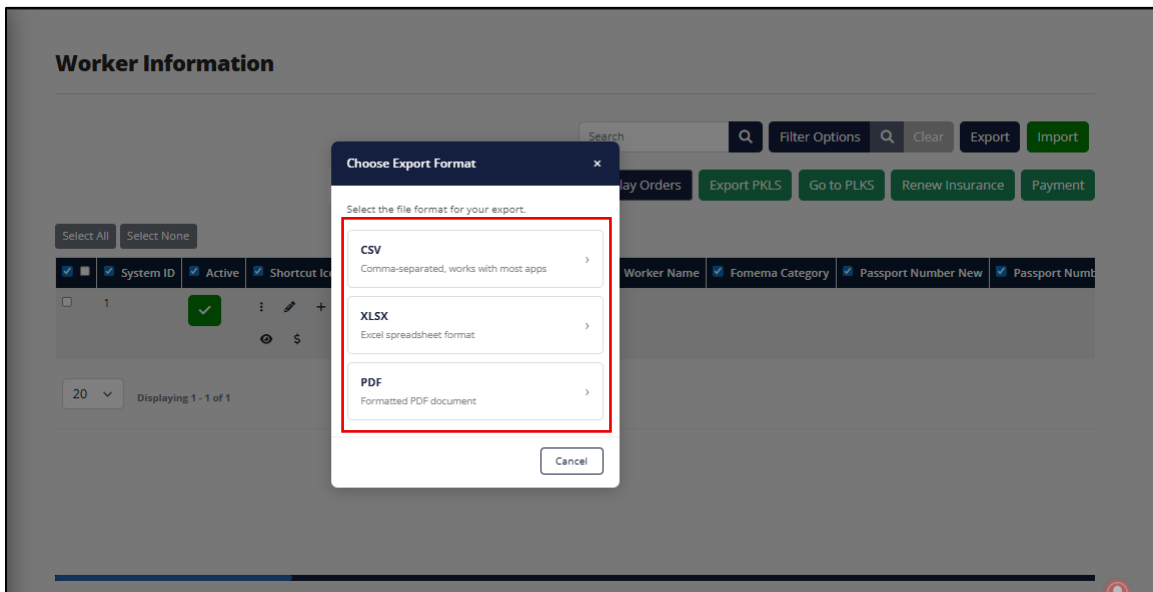 Worker Information
Search
Filter Options
Clear
Export
Import
Choose Export Format
×
lay Orders
Export PKLS
Go to PLKS
Renew Insurance
Payment
Select the file format for your export.
Select All
Select None
CSV
Comma-separated, works with most apps
System ID
Active
Shortcut Ico
Worker Name
Fomema Category
Passport Number New
Passport Numb
1
$
XLSX
Excel spreadsheet format
PDF
Formatted PDF document
20
Displaying 1 - 1 of 1
Cancel